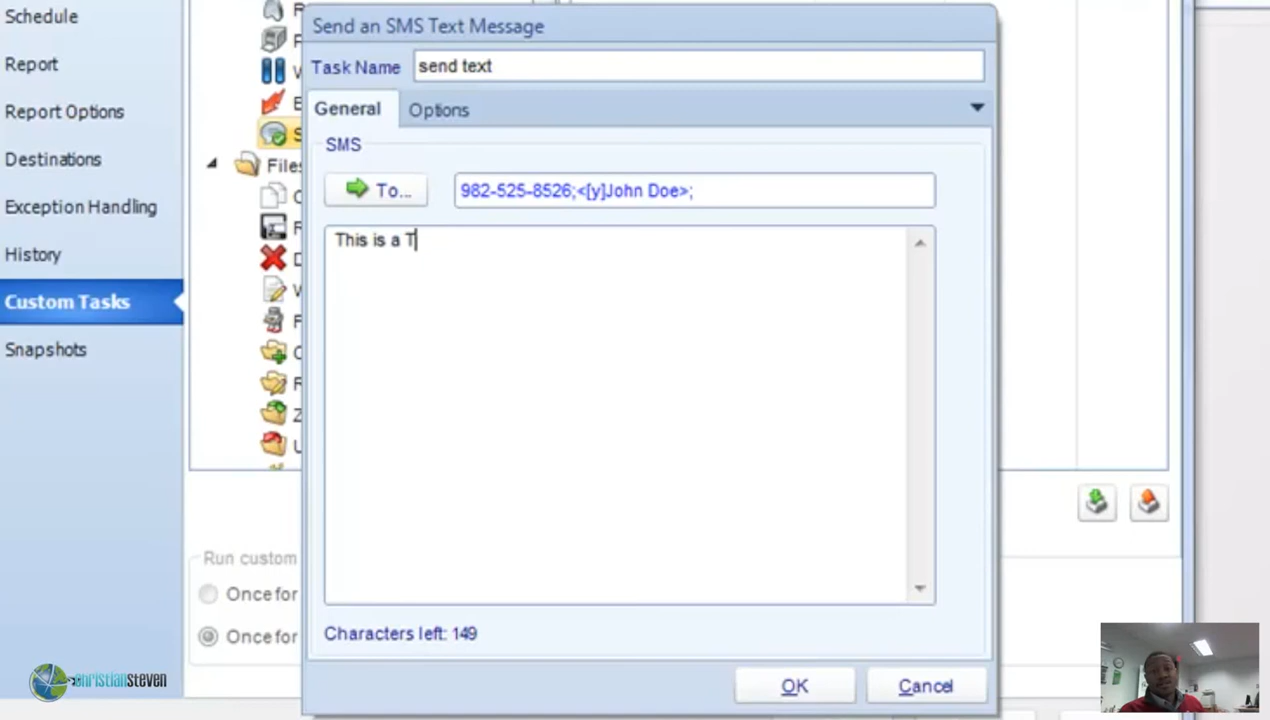 Schedule
Report
Report Options
Destinations
Exception Handling
History
Custom Tasks
Snapshots
Send an SMS Text Message
Task Name send text
General Options
SMS
To... 982-525-8526;<[y]John Doe>;
This is a T
Characters left: 149
OK Cancel
Files
Run custom
Once for
Once for
christiansteven